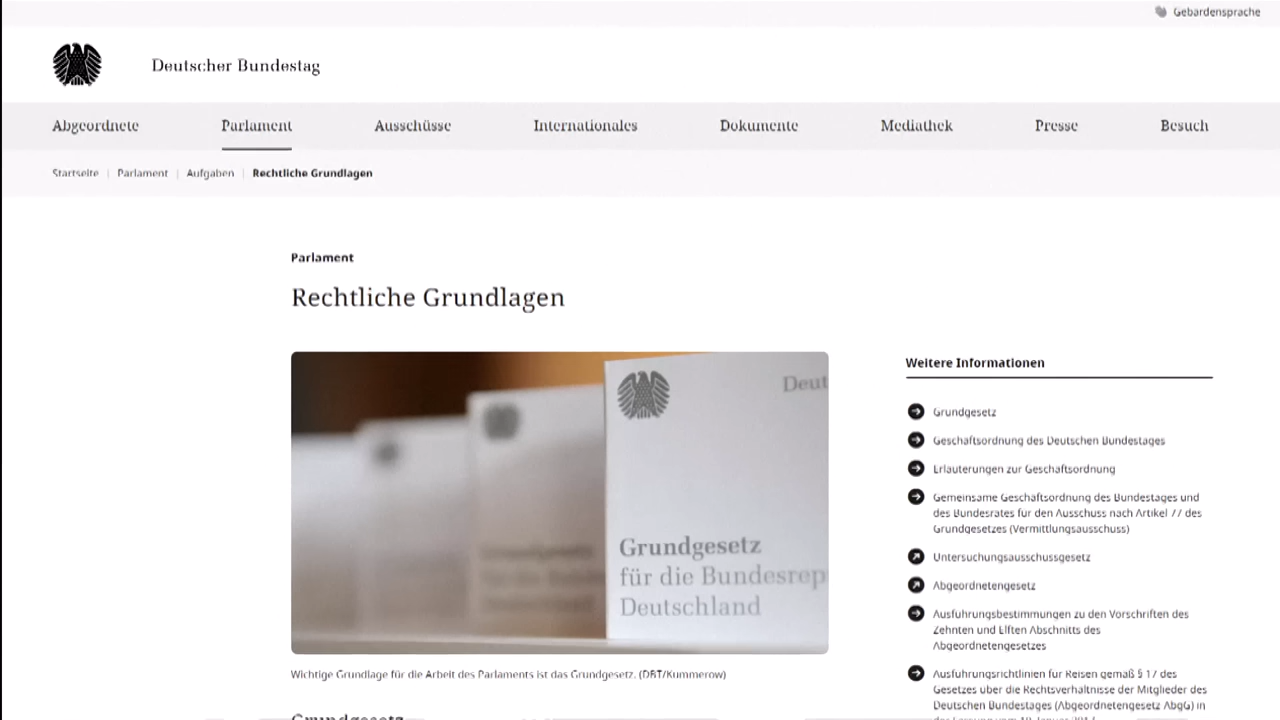 Gebärdensprache
Deutscher Bundestag
Abgeordnete Parlament Ausschüsse Internationales Dokumente Mediathek Presse Besuch
Startseite | Parlament | Aufgaben | Rechtliche Grundlagen
Parlament
Rechtliche Grundlagen
Deut
Grundgesetz
für die Bundesrep
Deutschland
Wichtige Grundlage für die Arbeit des Parlaments ist das Grundgesetz. (DBT/Kummerow)
Grundgesetz
Weitere Informationen
Grundgesetz
Geschäftsordnung des Deutschen Bundestages
Erläuterungen zur Geschäftsordnung
Gemeinsame Geschäftsordnung des Bundestages und
des Bundesrates für den Ausschuss nach Artikel 77 des
Grundgesetzes (Vermittlungsausschuss)
Untersuchungsausschussgesetz
Abgeordnetengesetz
Ausführungsbestimmungen zu den Vorschriften des
Zehnten und Elften Abschnitts des
Abgeordnetengesetzes
Ausführungsrichtlinien für Reisen gemäß § 17 des
Gesetzes über die Rechtsverhältnisse der Mitglieder des
Deutschen Bundestages (Abgeordnetengesetz AbgG) in